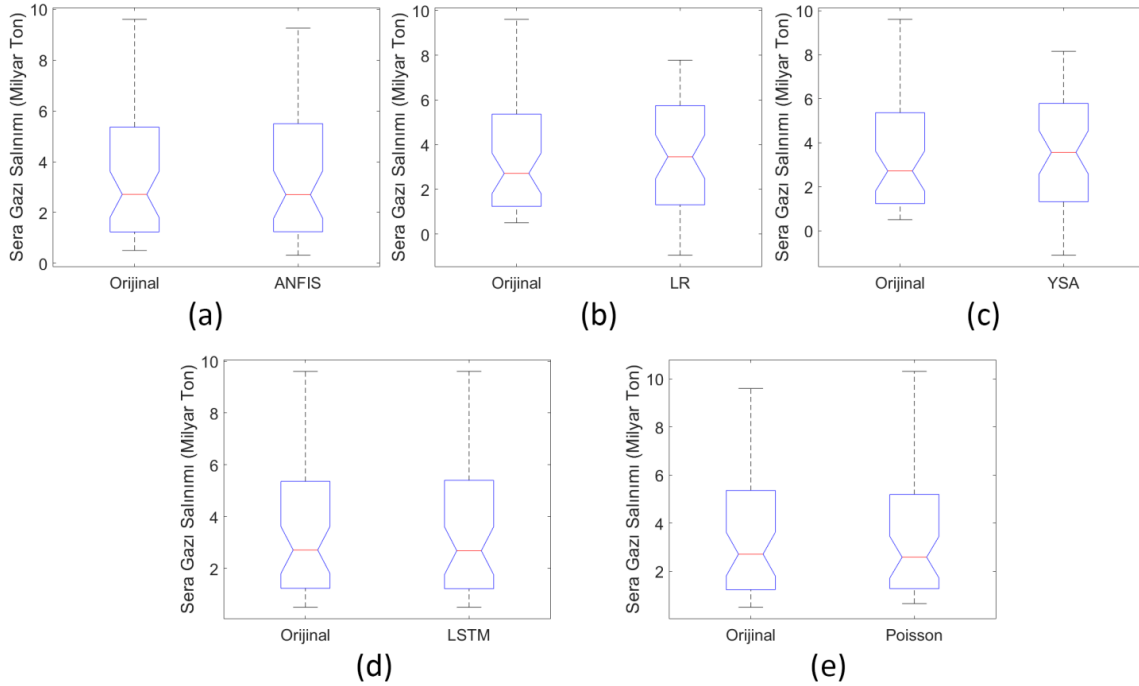 Sera Gazı Salınımı (Milyar Ton)
10
8
6
4
2
0
Orijinal ANFIS
(a)
Sera Gazı Salınımı (Milyar Ton)
10
8
6
4
2
0
Orijinal LR
(b)
Sera Gazı Salınımı (Milyar Ton)
10
8
6
4
2
0
Orijinal YSA
(c)
Sera Gazı Salınımı (Milyar Ton)
10
8
6
4
2
Orijinal LSTM
(d)
Sera Gazı Salınımı (Milyar Ton)
10
8
6
4
2
Orijinal Poisson
(e)